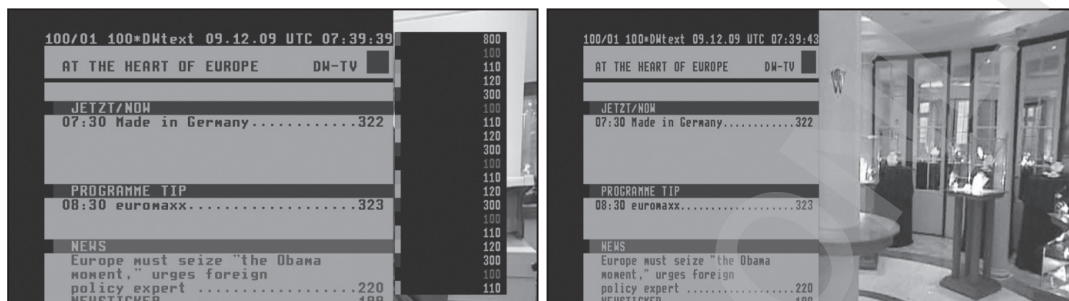 100/01 100*DWtext 09.12.09 UTC 07:39:39
AT THE HEART OF EUROPE DW-TV
JETZT/NOW
07:30 Made in Germany............322
PROGRAMME TIP
08:30 euromaxx..................323
NEWS
Europe must seize "the Obama
moment," urges foreign
policy expert ..................220
NEWSTICKER 180
800
100
110
120
300
100
110
120
300
100
110
120
300
100
110
120
300
100
110
100/01 100*DWtext 09.12.09 UTC 07:39:43
AT THE HEART OF EUROPE DW-TV
JETZT/NOW
07:30 Made in Germany............322
PROGRAMME TIP
08:30 euromaxx..................323
NEWS
Europe must seize "the Obama
moment," urges foreign
policy expert ..................220
NEWSTICKER